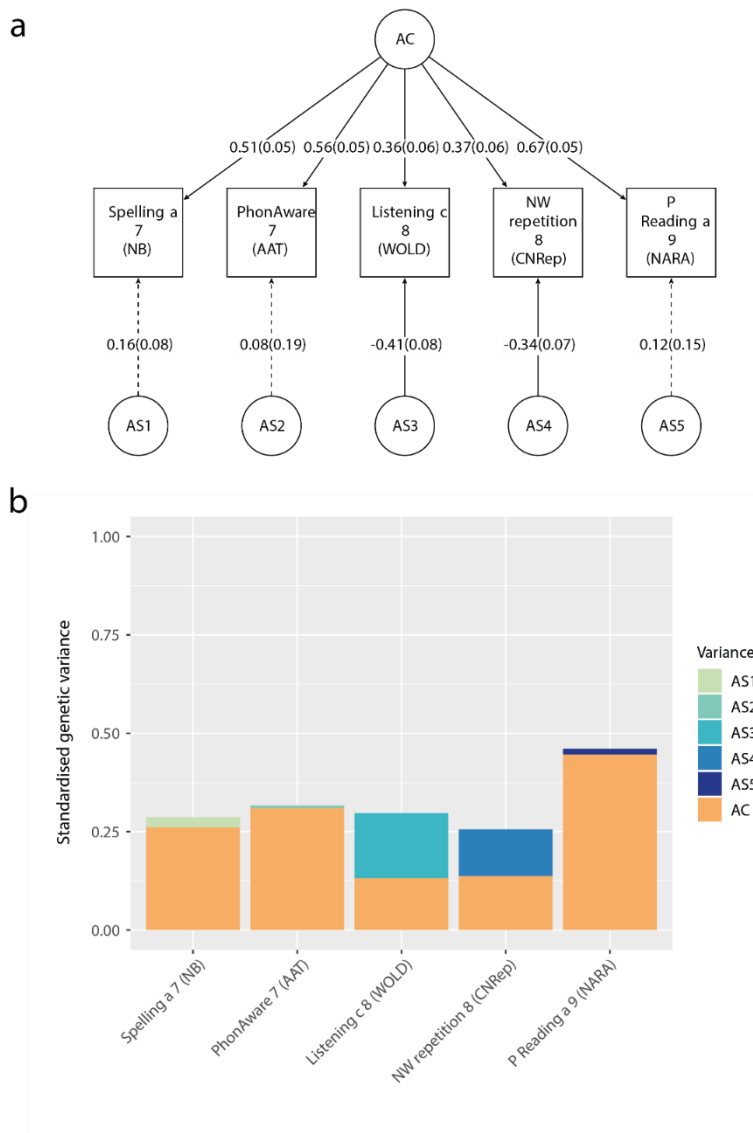 a
AC
0.51(0.05) 0.56(0.05) 0.36(0.06) 0.37(0.06) 0.67(0.05)
Spelling a
7
(NB)
PhonAware
7
(AAT)
Listening c
8
(WOLD)
NW
repetition
8
(CNRep)
P
Reading a
9
(NARA)
0.16(0.08) 0.08(0.19) -0.41(0.08) -0.34(0.07) 0.12(0.15)
AS1 AS2 AS3 AS4 AS5
b
Standardised genetic variance
1.00
0.75
0.50
0.25
0.00
Spelling a 7 (NB)
PhonAware 7 (AAT)
Listening c 8 (WOLD)
NW repetition 8 (CNRep)
P Reading a 9 (NARA)
Variance
AS1
AS2
AS3
AS4
AS5
AC